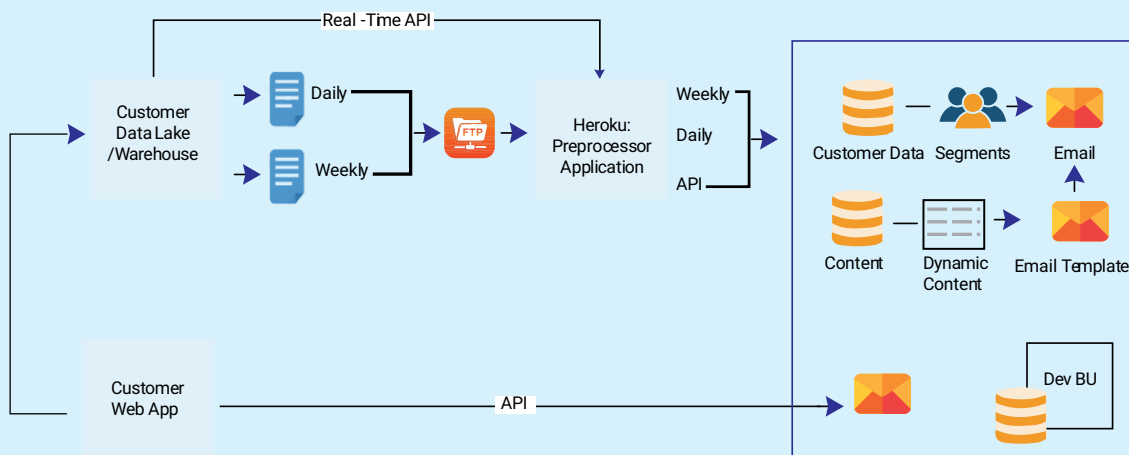 Real -Time API
Customer
Data Lake
/Warehouse
Daily
Weekly
FTP
Heroku:
Preprocessor
Application
Weekly
Daily
API
Customer Data
Segments
Email
Content
Dynamic
Content
Email Template
Customer
Web App
API
Dev BU